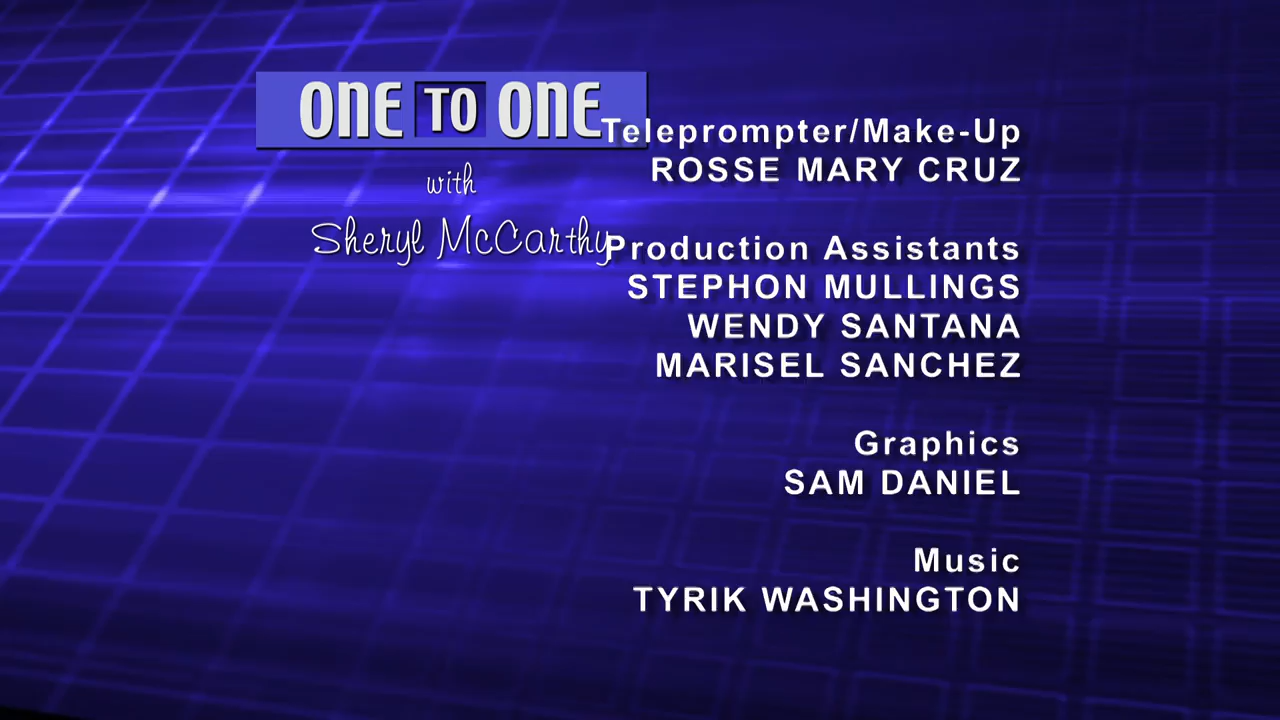 ONE TO ONE
with
Sheryl McCarthy
Teleprompter/Make-Up
ROSSE MARY CRUZ
Production Assistants
STEPHON MULLINGS
WENDY SANTANA
MARISEL SANCHEZ
Graphics
SAM DANIEL
Music
TYRIK WASHINGTON